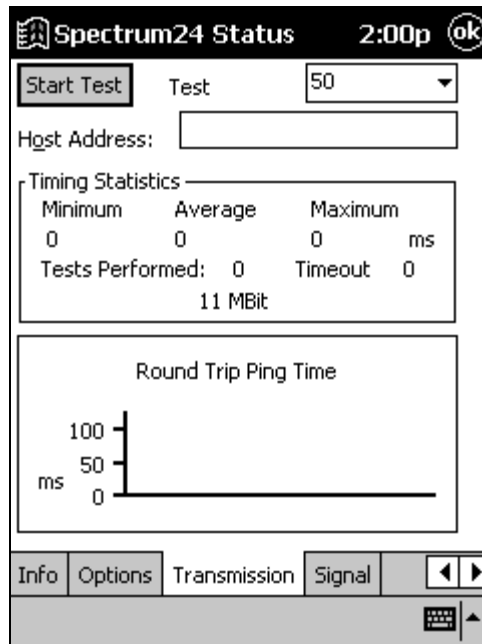 Spectrum24 Status 2:00p ok
Start Test Test 50
Host Address:
Timing Statistics
Minimum Average Maximum
0 0 0 ms
Tests Performed: 0 Timeout 0
11 MBit
Round Trip Ping Time
100
50
ms
0
Info Options Transmission Signal